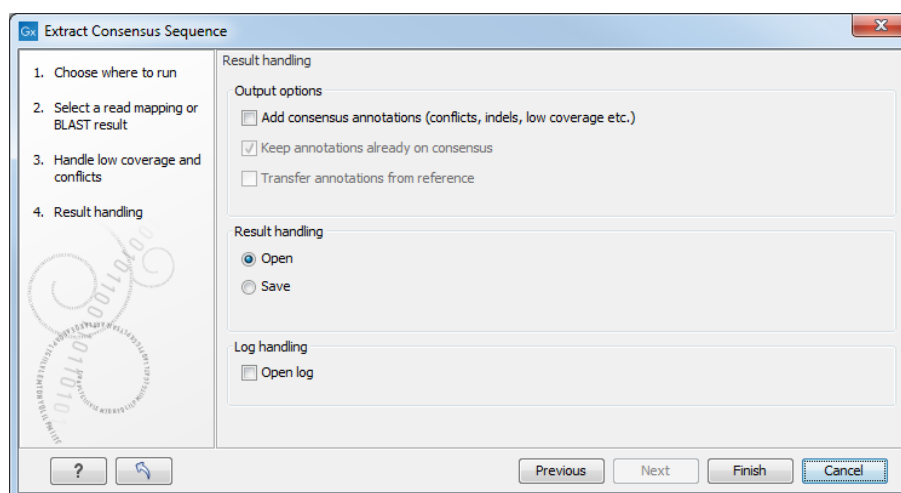 Gx Extract Consensus Sequence
Result handling
1. Choose where to run
2. Select a read mapping or
BLAST result
3. Handle low coverage and
conflicts
4. Result handling
Output options
Add consensus annotations (conflicts, indels, low coverage etc.)
Keep annotations already on consensus
Transfer annotations from reference
Result handling
Open
Save
Log handling
Open log
?
Previous
Next
Finish
Cancel